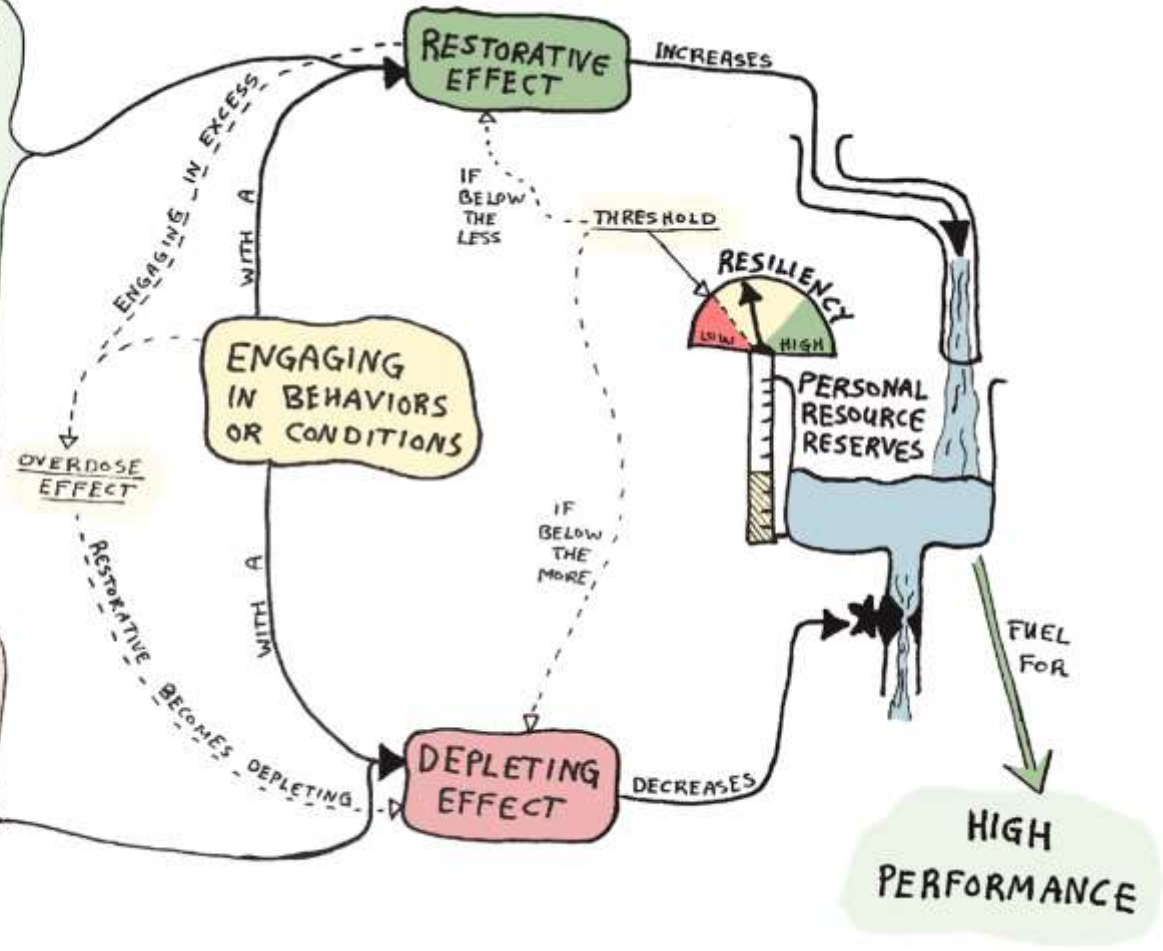 RESTORATIVE
EFFECT
INCREASES
ENGAGING IN EXCESS
WITH A
IF
BELOW
THE
LESS
THRESHOLD
RESILIENCY
LOW
HIGH
ENGAGING
IN BEHAVIORS
OR CONDITIONS
PERSONAL
RESOURCE
RESERVES
OVERDOSE
EFFECT
IF
BELOW
THE
MORE
WITH A
RESTORATIVE BECOMES DEPLETING
FUEL
FOR
DEPLETING
EFFECT
DECREASES
HIGH
PERFORMANCE